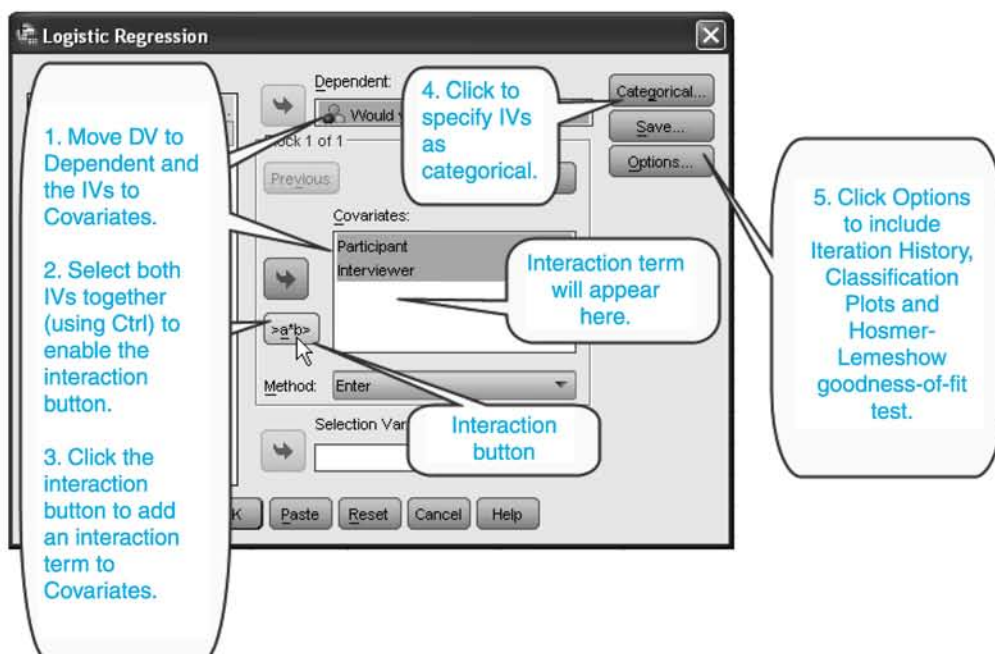 Logistic Regression
1. Move DV to
Dependent and
the IVs to
Covariates.
2. Select both
IVs together
(using Ctrl) to
enable the
interaction
button.
3. Click the
interaction
button to add
an interaction
term to
Covariates.
Dependent:
Would
4. Click to
specify IVs
as
categorical.
Categorical...
Save...
Options...
1 of 1
Previous
Covariates:
Participant
Interviewer
Interaction term
will appear
here.
>a*b>
Method: Enter
Selection
Interaction
button
Paste Reset Cancel Help
5. Click Options
to include
Iteration History,
Classification
Plots and
Hosmer-
Lemeshow
goodness-of-fit
test.